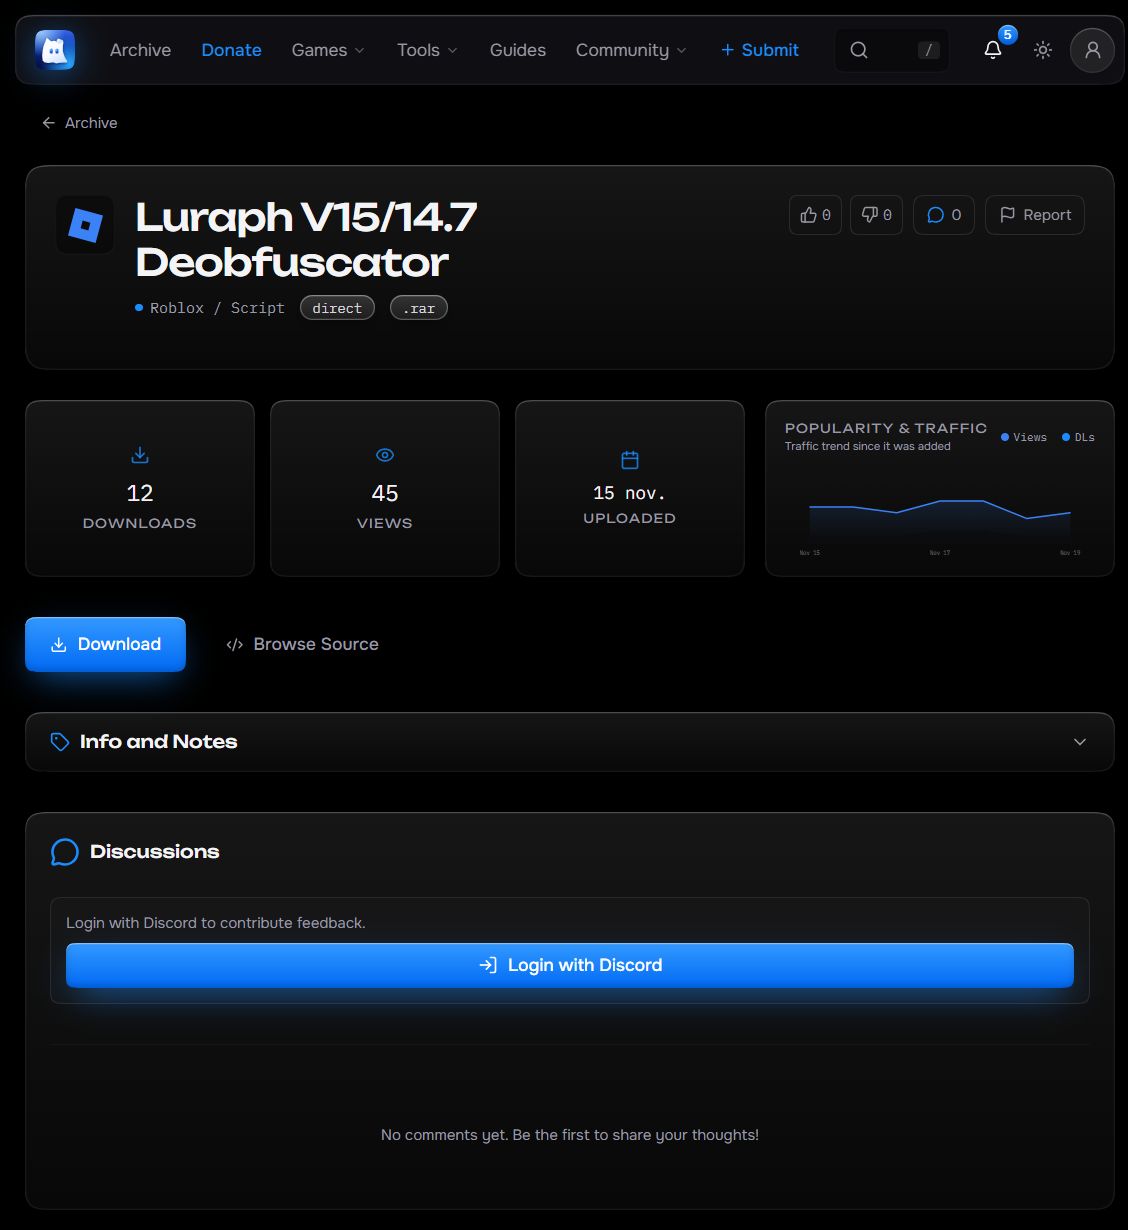 Archive Donate Games Tools Guides Community + Submit / 5
Archive
Luraph V15/14.7
Deobfuscator
0 0 0 Report
Roblox / Script direct .rar
12
DOWNLOADS
45
VIEWS
15 nov.
UPLOADED
POPULARITY & TRAFFIC
Traffic trend since it was added
Views DLs
Nov 15 Nov 17 Nov 19
Download Browse Source
Info and Notes
Discussions
Login with Discord to contribute feedback.
Login with Discord
No comments yet. Be the first to share your thoughts!